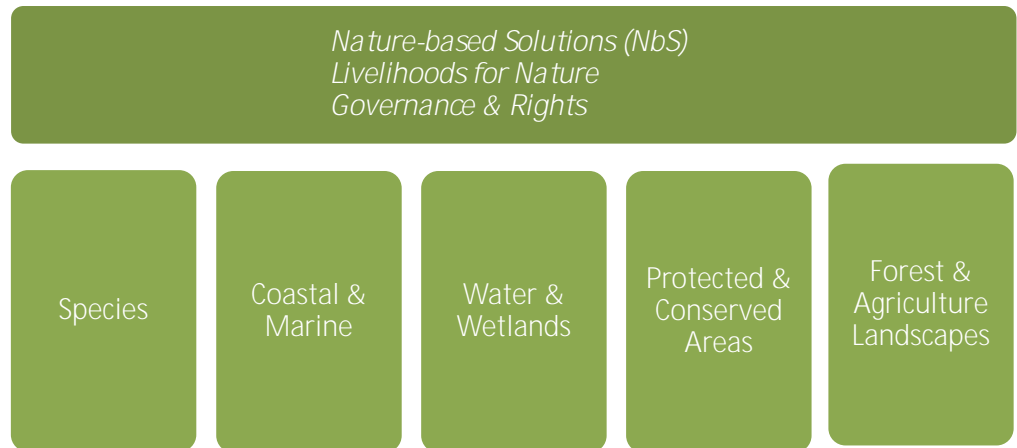 Nature-based Solutions (NbS)
Livelihoods for Nature
Governance & Rights
Species
Coastal &
Marine
Water &
Wetlands
Protected &
Conserved
Areas
Forest &
Agriculture
Landscapes